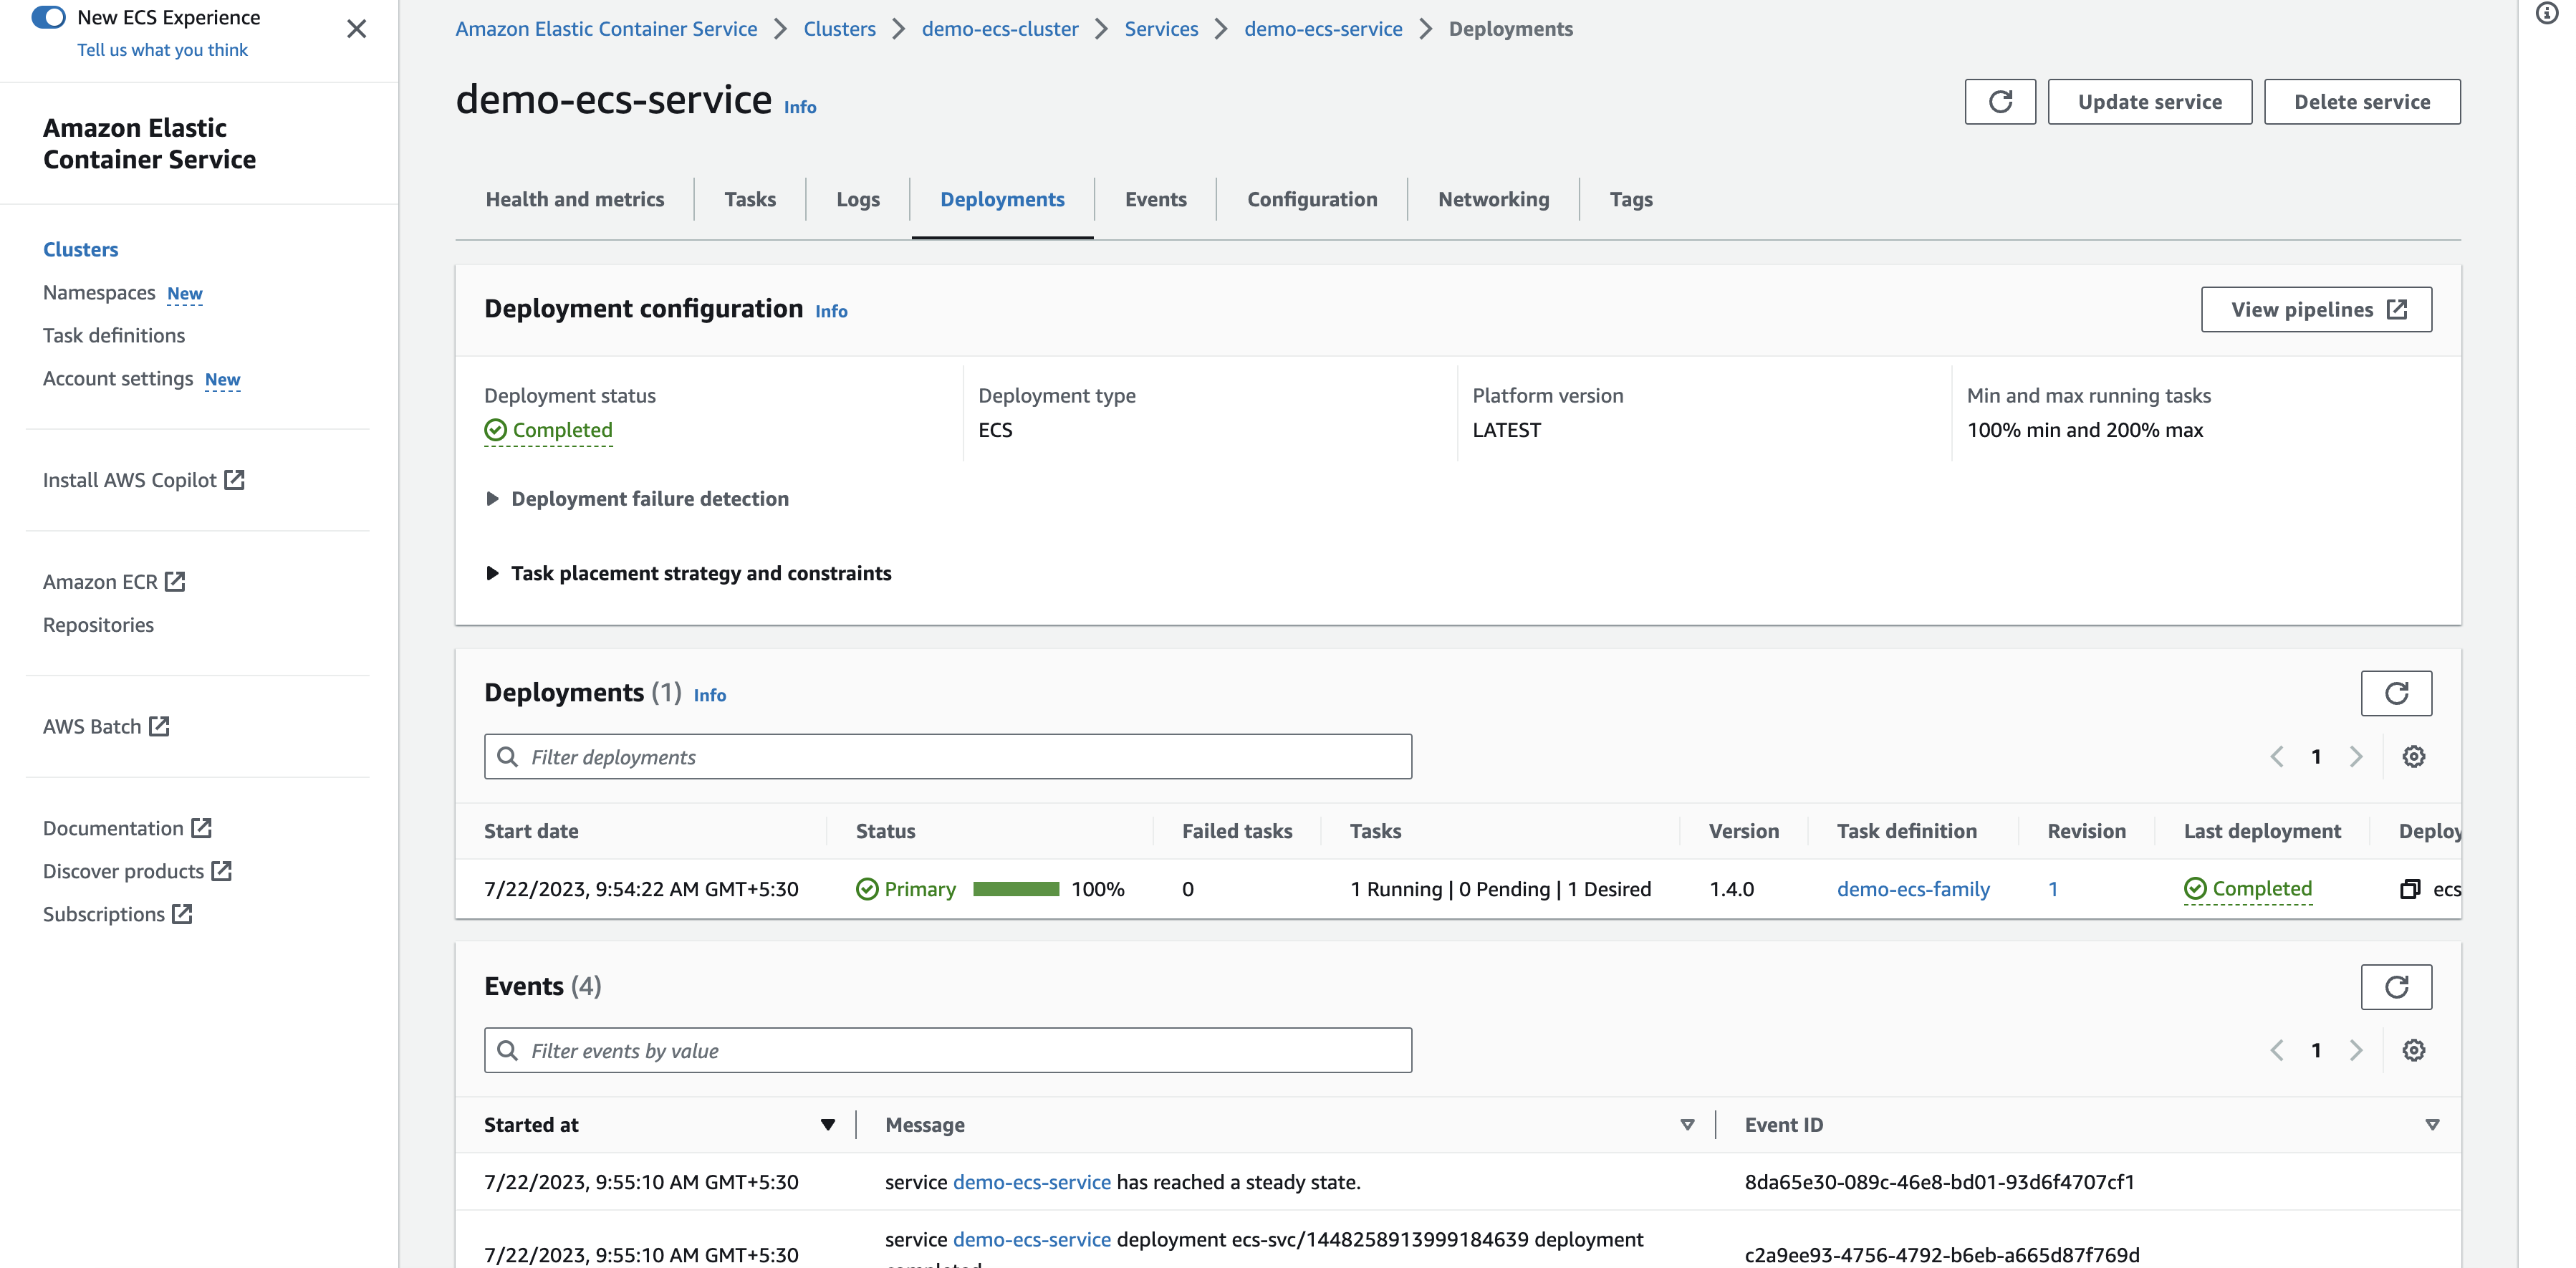 New ECS Experience
Tell us what you think
Amazon Elastic
Container Service
Clusters
Namespaces New
Task definitions
Account settings New
Install AWS Copilot
Amazon ECR
Repositories
AWS Batch
Documentation
Discover products
Subscriptions
Amazon Elastic Container Service > Clusters > demo-ecs-cluster > Services > demo-ecs-service > Deployments
demo-ecs-service Info
Update service
Delete service
Health and metrics
Tasks
Logs
Deployments
Events
Configuration
Networking
Tags
Deployment configuration Info
View pipelines
Deployment status
Completed
Deployment type
ECS
Platform version
LATEST
Min and max running tasks
100% min and 200% max
Deployment failure detection
Task placement strategy and constraints
Deployments (1) Info
Filter deployments
1
Start date Status Failed tasks Tasks Version Task definition Revision Last deployment Deploy
7/22/2023, 9:54:22 AM GMT+5:30 Primary 100% 0 1 Running | 0 Pending | 1 Desired 1.4.0 demo-ecs-family 1 Completed ecs
Events (4)
Filter events by value
1
Started at Message Event ID
7/22/2023, 9:55:10 AM GMT+5:30 service demo-ecs-service has reached a steady state. 8da65e30-089c-46e8-bd01-93d6f4707cf1
7/22/2023, 9:55:10 AM GMT+5:30 service demo-ecs-service deployment ecs-svc/1448258913999184639 deployment c2a9ee93-4756-4792-b6eb-a665d87f769d